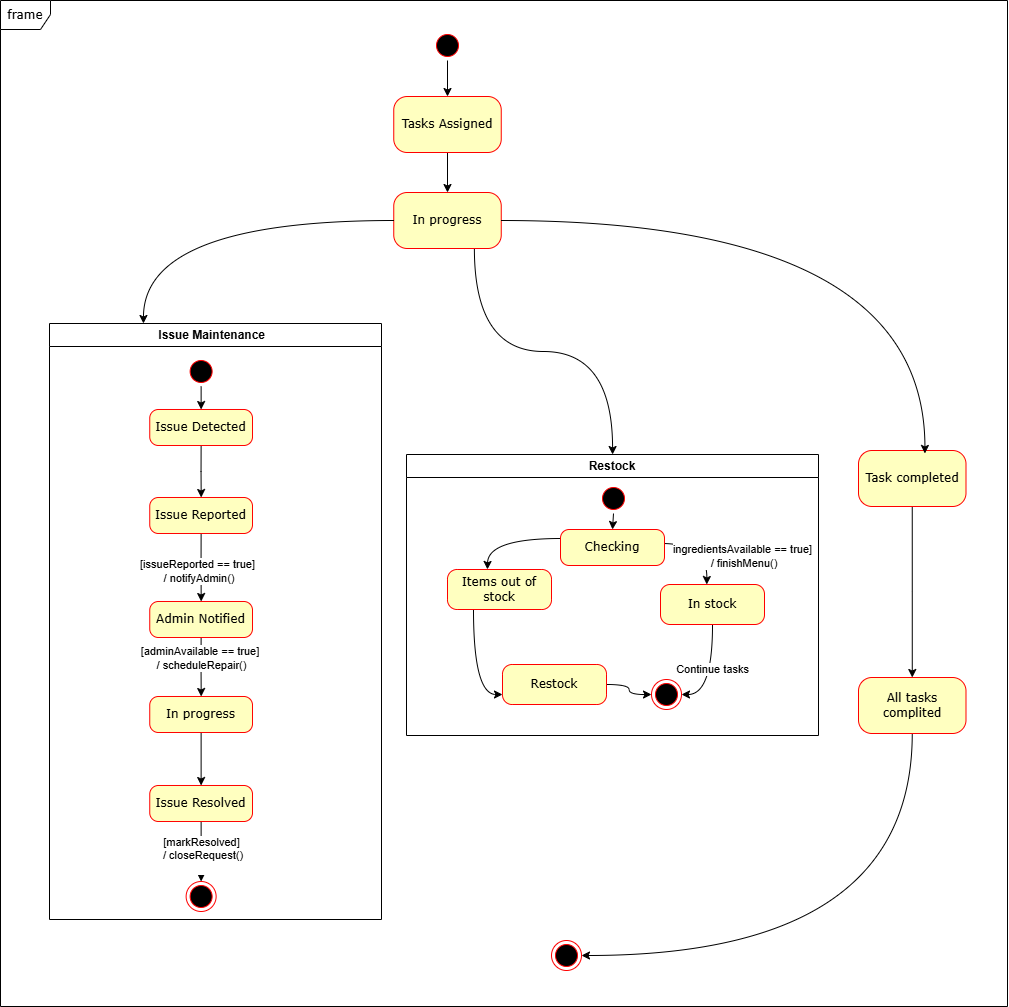 frame
Tasks Assigned
In progress
Issue Maintenance
Issue Detected
Issue Reported
[issueReported == true]
/ notifyAdmin()
Admin Notified
[adminAvailable == true]
/ scheduleRepair()
In progress
Issue Resolved
[markResolved]
/ closeRequest()
Restock
Checking
ingredientsAvailable == true]
/ finishMenu()
Items out of
stock
In stock
Continue tasks
Restock
Task completed
All tasks
complited